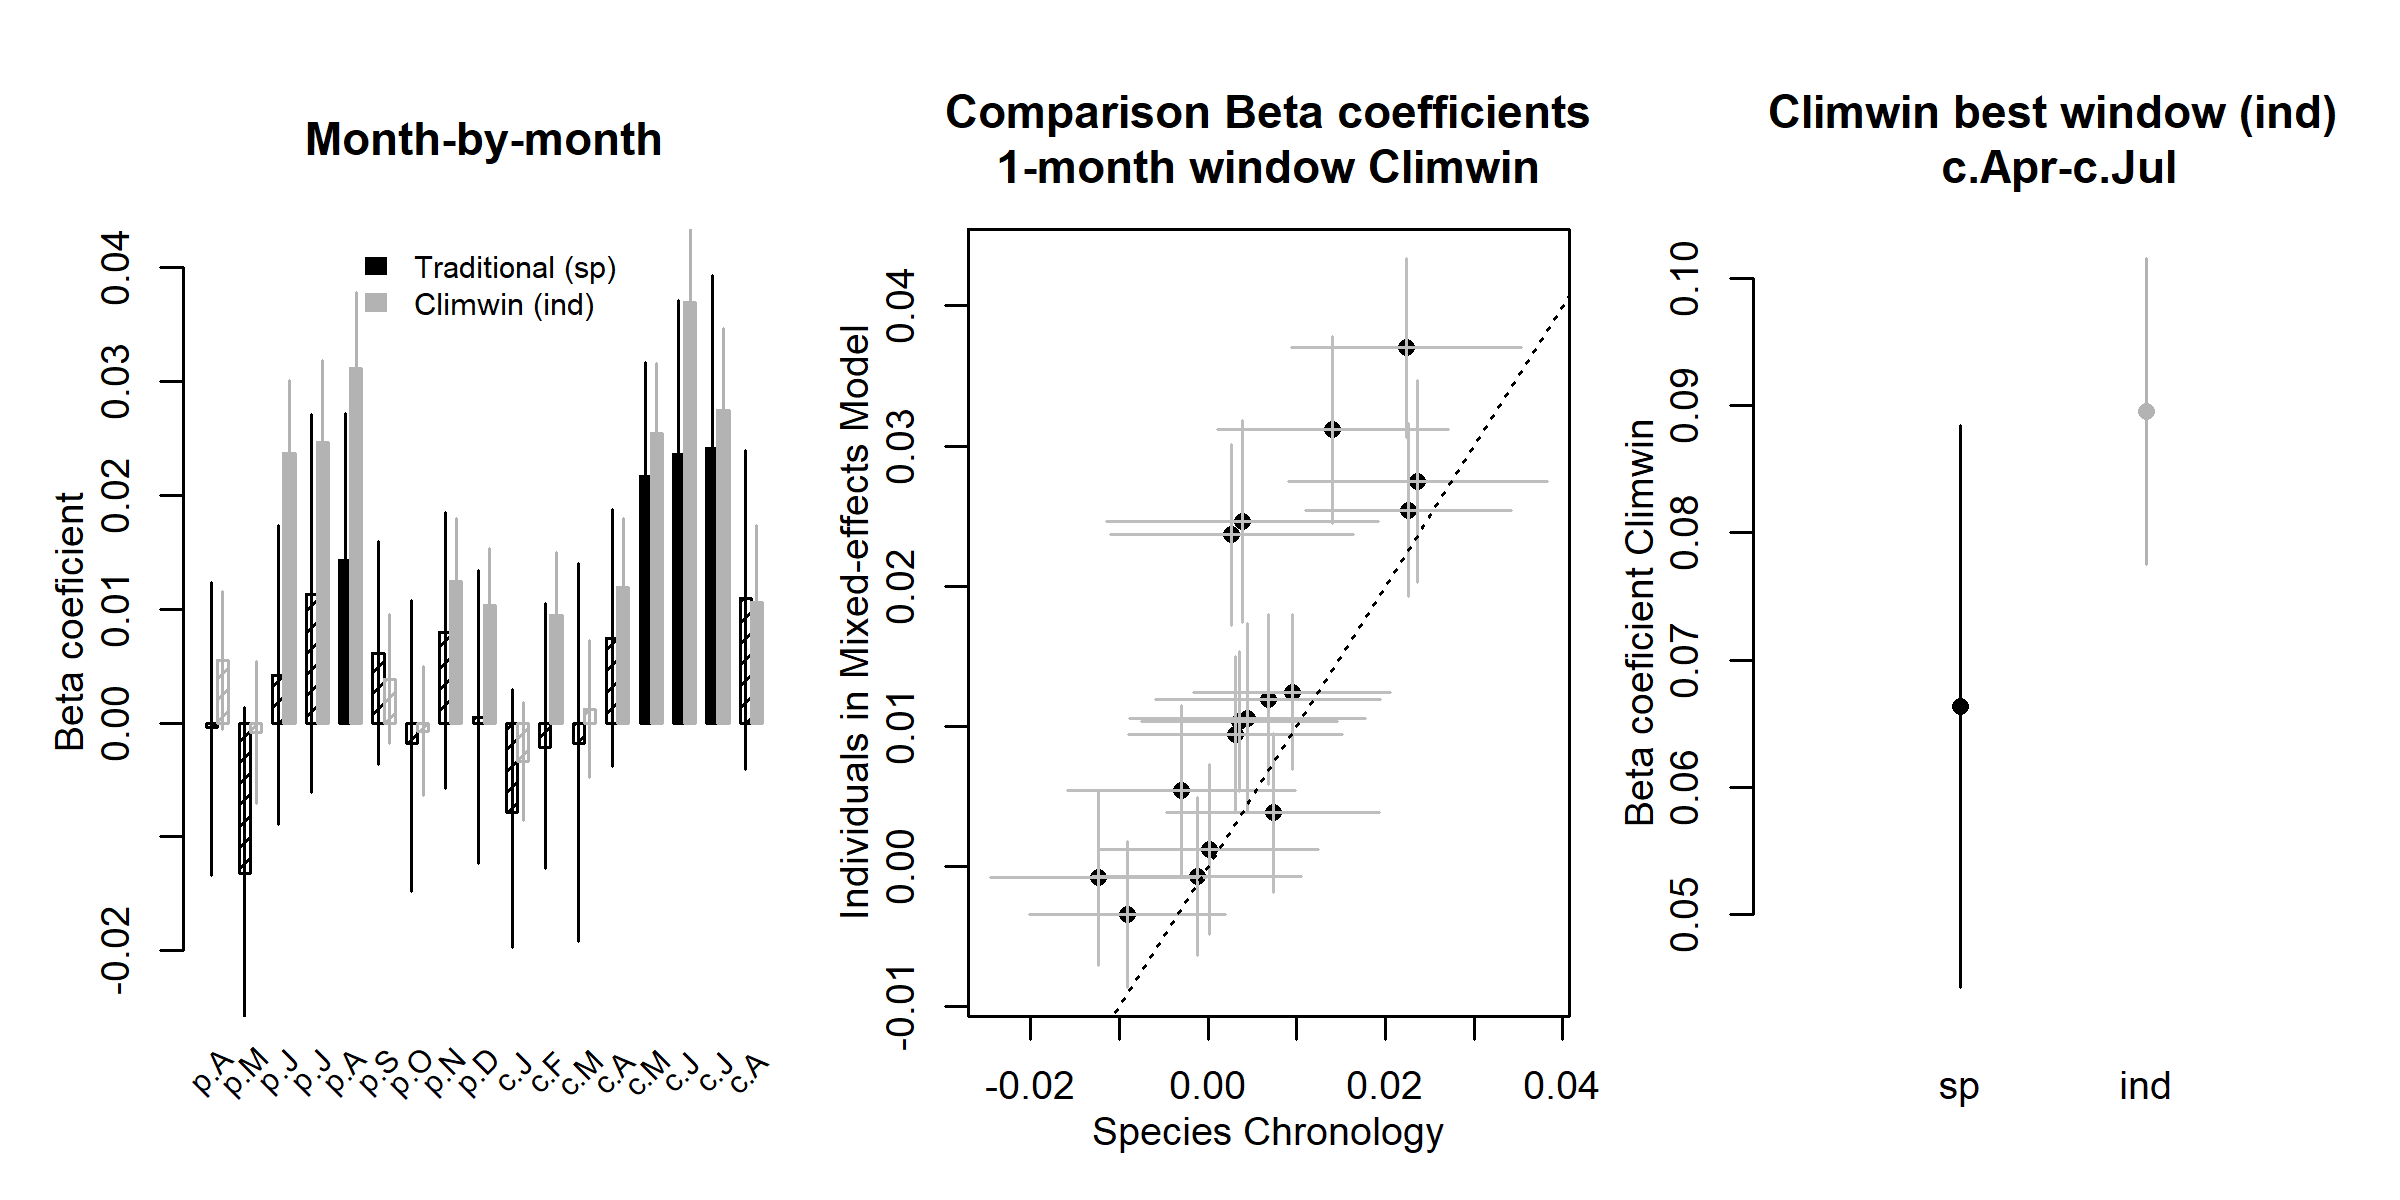 Month-by-month
Beta coeficient
0.04
0.03
0.02
0.01
0.00
-0.02
Traditional (sp)
Climwin (ind)
p.A
p.M
p.J
p.J
p.A
p.S
p.O
p.N
p.D
c.J
c.F
c.M
c.A
c.M
c.J
c.J
c.A
Comparison Beta coefficients
1-month window Climwin
Individuals in Mixed-effects Model
0.04
0.03
0.02
0.01
0.00
-0.01
-0.02
0.00
0.02
0.04
Species Chronology
Climwin best window (ind)
c.Apr-c.Jul
Beta coeficient Climwin
0.10
0.09
0.08
0.07
0.06
0.05
sp
ind